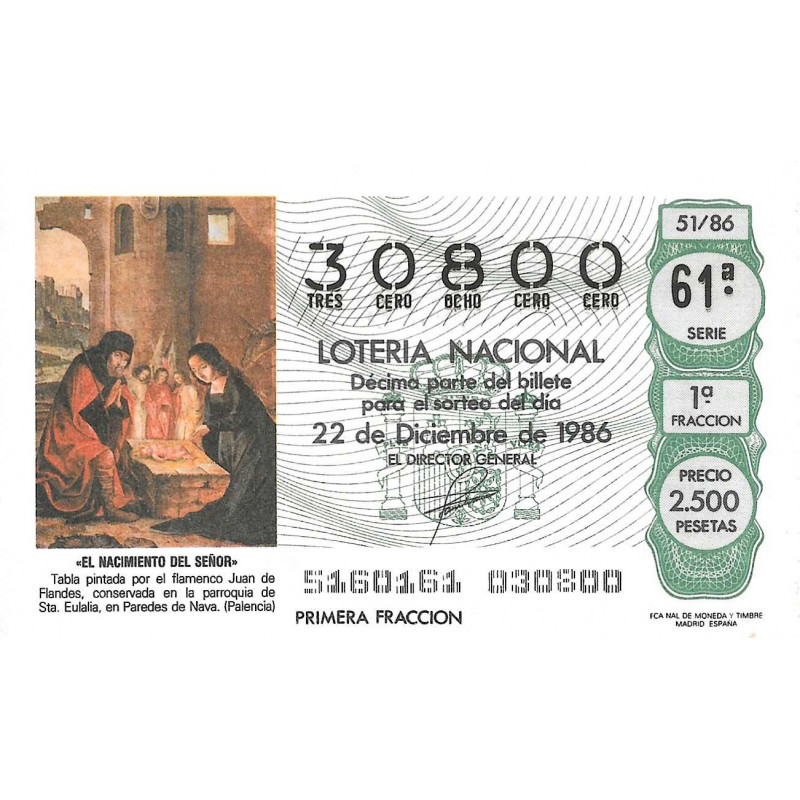 51/86
30800
TRES CERO OCHO CERO CERO
61ª
SERIE
LOTERIA NACIONAL
Décima parte del billete
para el sorteo del día
22 de Diciembre de 1986
EL DIRECTOR GENERAL
1ª
FRACCION
PRECIO
2.500
PESETAS
«EL NACIMIENTO DEL SEÑOR»
Tabla pintada por el flamenco Juan de
Flandes, conservada en la parroquia de
Sta. Eulalia, en Paredes de Nava. (Palencia)
5160161 030800
PRIMERA FRACCION
FCA NAL DE MONEDA Y TIMBRE
MADRID ESPAÑA